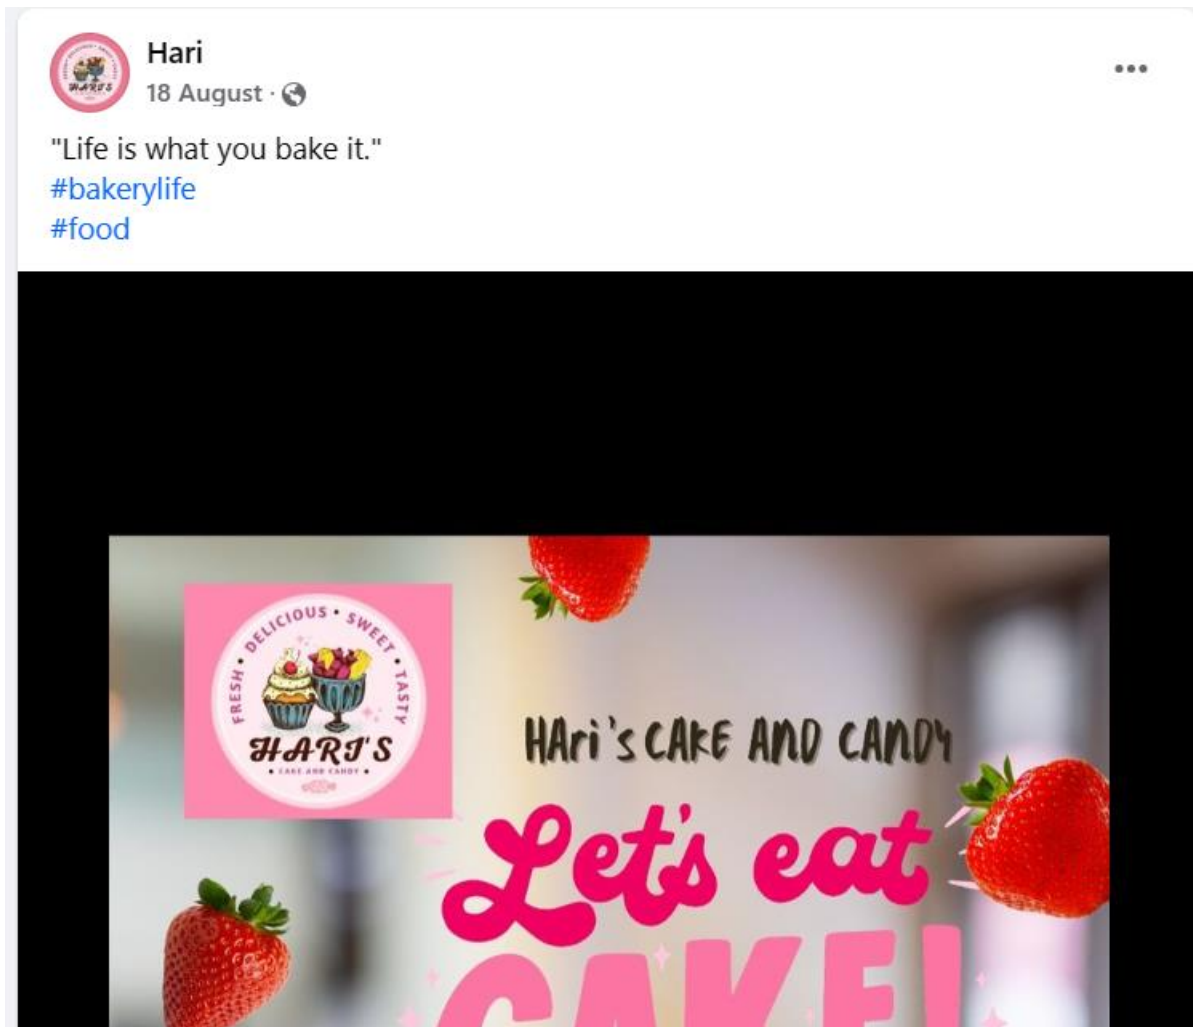 Hari
18 August ·
"Life is what you bake it."
#bakerylife
#food
FRESH • DELICIOUS • SWEET • TASTY
HARI'S
• CAKE AND CANDY •
HAri's CAKE AND CANDY
Let's eat
CAKE!